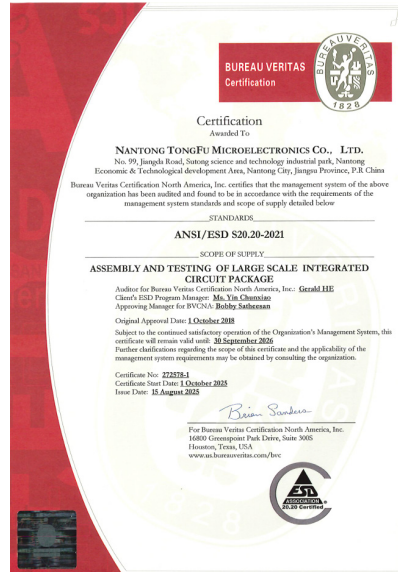 BUREAU VERITAS
Certification
BUREAU VERITAS
1828
Certification
Awarded To
NANTONG TONGFU MICROELECTRONICS CO., LTD.
No. 99, Jiangda Road, Sutong science and technology industrial park, Nantong
Economic & Technological development Area, Nantong City, Jiangsu Province, P.R China
Bureau Veritas Certification North America, Inc. certifies that the management system of the above
organization has been audited and found to be in accordance with the requirements of the
management system standards and scope of supply detailed below
STANDARDS
ANSI/ESD S20.20-2021
SCOPE OF SUPPLY
ASSEMBLY AND TESTING OF LARGE SCALE INTEGRATED
CIRCUIT PACKAGE
Auditor for Bureau Veritas Certification North America, Inc.: Gerald HE
Client's ESD Program Manager: Ms. Yin Chunxiao
Approving Manager for BVCNA: Bobby Satheesan
Original Approval Date: 1 October 2018
Subject to the continued satisfactory operation of the Organization's Management System, this
certificate will remain valid until: 30 September 2026
Further clarifications regarding the scope of this certificate and the applicability of the
management system requirements may be obtained by consulting the organization.
Certificate No: 272578-1
Certificate Start Date: 1 October 2025
Issue Date: 15 August 2025
Brian Sanders
For Bureau Veritas Certification North America, Inc.
16800 Greenspoint Park Drive, Suite 300S
Houston, Texas, USA
www.us.bureauveritas.com/bvc
ESD
ASSOCIATION
20.20 Certified